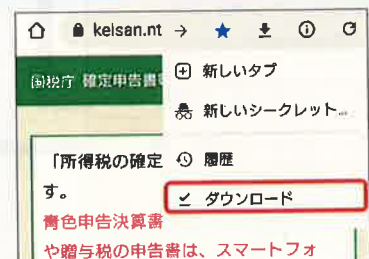 keisan.nt
国税庁 確定申告書
新しいタブ
新しいシークレット...
「所得税の確定
履歴
す。
ダウンロード
青色申告決算書
や贈与税の申告書は、スマートフォ